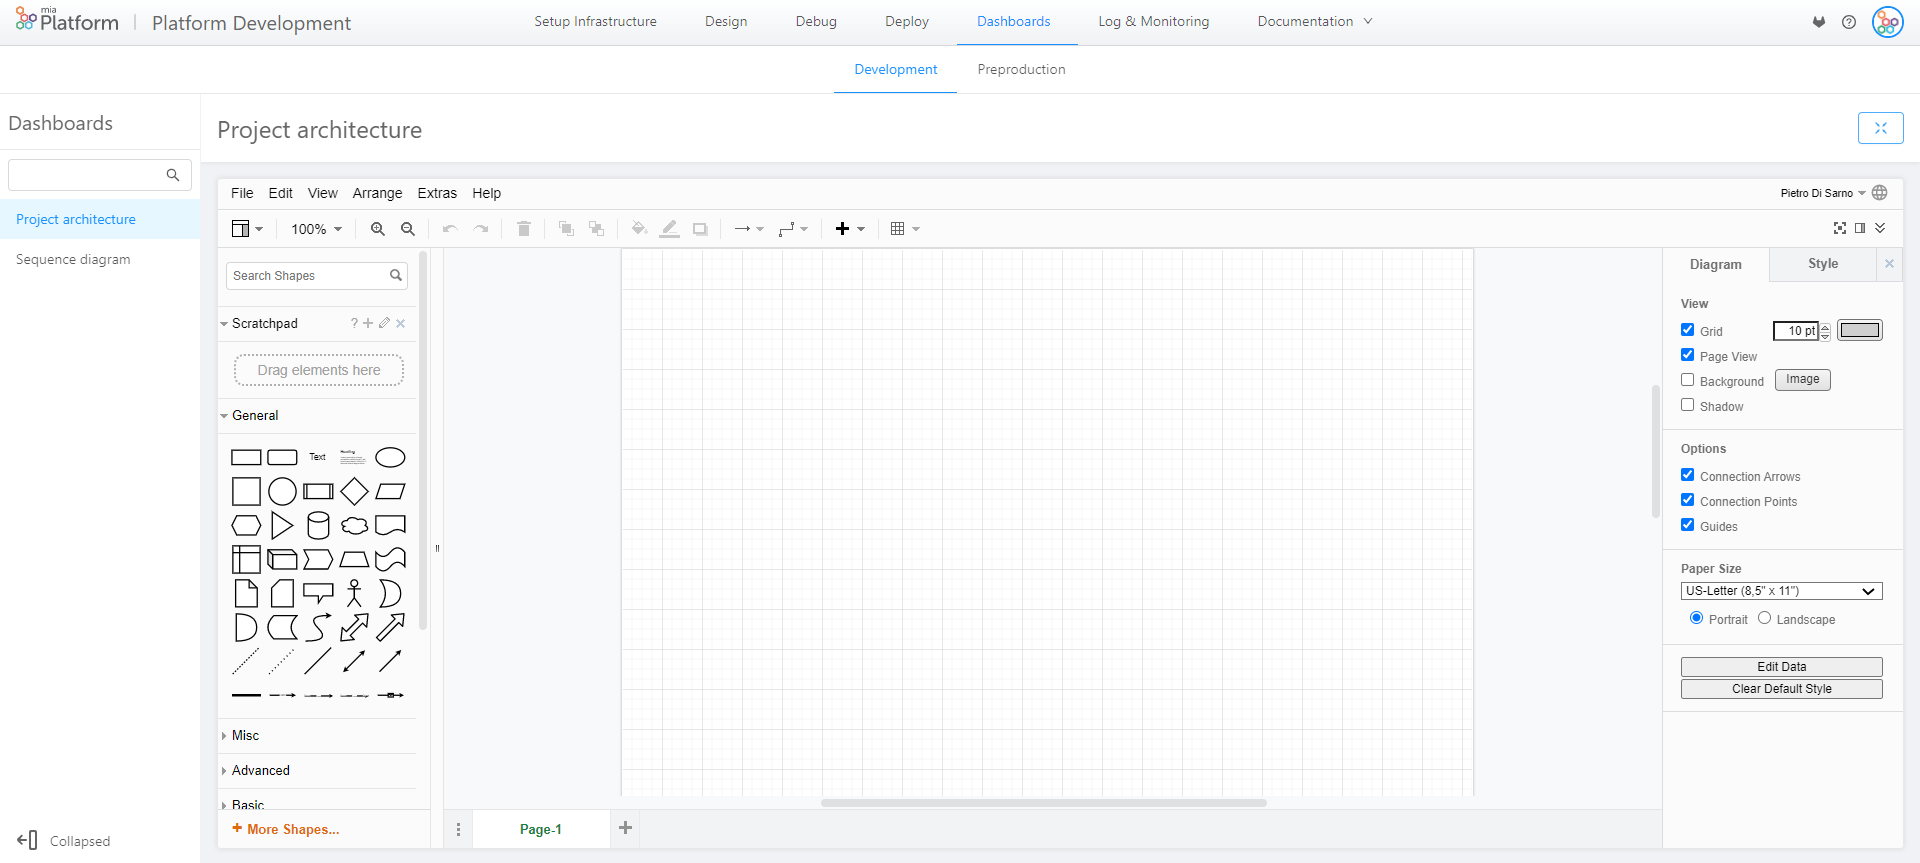 mia
Platform
Platform Development
Setup Infrastructure
Design
Debug
Deploy
Dashboards
Log & Monitoring
Documentation
Development
Preproduction
Dashboards
Project architecture
Sequence diagram
Collapsed
Project architecture
File Edit View Arrange Extras Help
Pietro Di Sarno
100%
Search Shapes
Scratchpad
?
Drag elements here
General
Text
Heading
Misc
Advanced
Basic
+ More Shapes...
Page-1
Diagram
Style
View
Grid
10 pt
Page View
Background
Image
Shadow
Options
Connection Arrows
Connection Points
Guides
Paper Size
US-Letter (8,5" x 11")
Portrait
Landscape
Edit Data
Clear Default Style